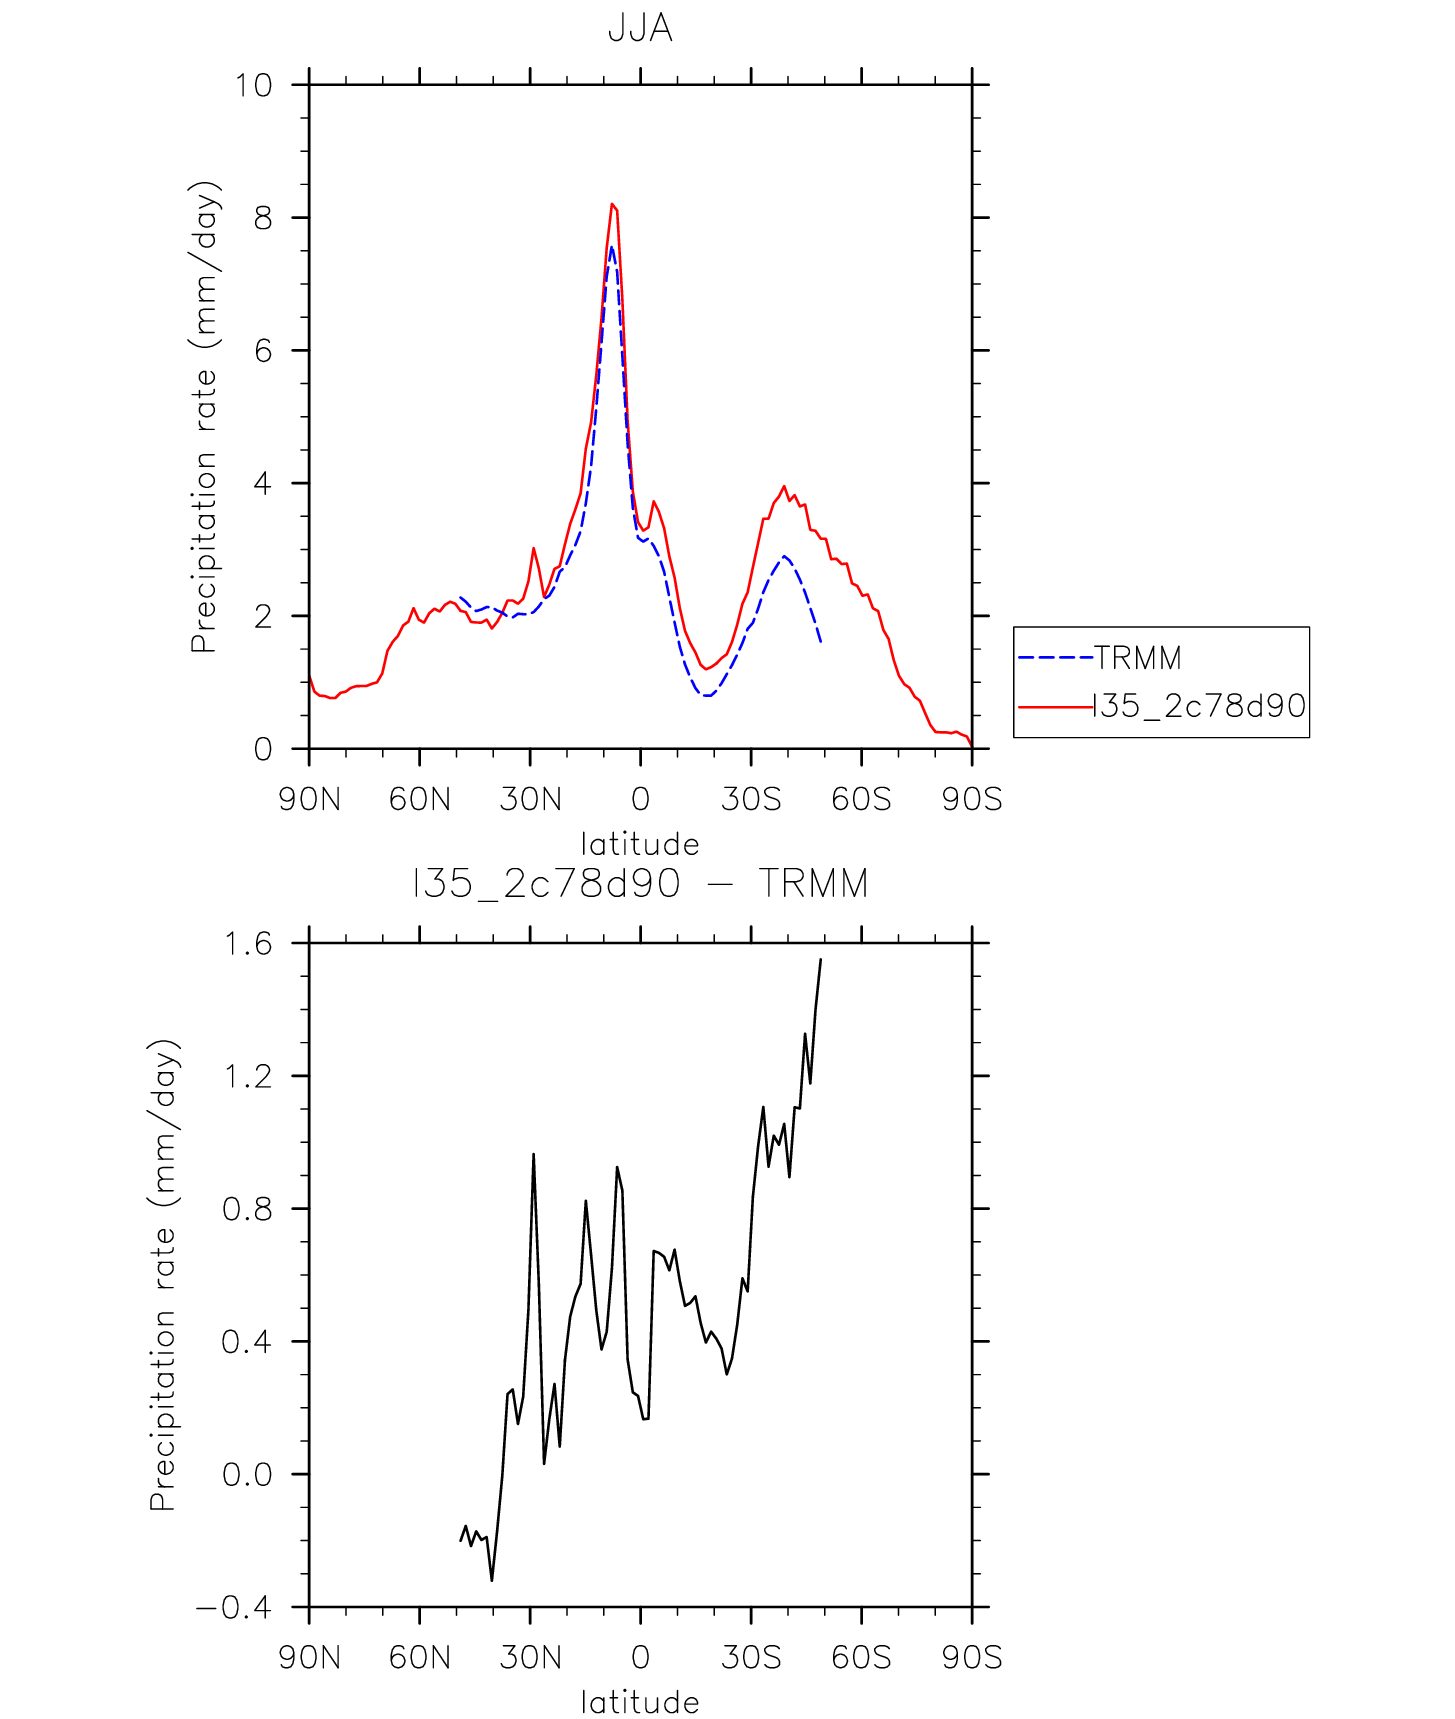 JJA
10
8
6
4
2
0
Precipitation rate (mm/day)
90N 60N 30N 0 30S 60S 90S
latitude
TRMM
I35_2c78d90
I35_2c78d90 − TRMM
1.6
1.2
0.8
0.4
0.0
−0.4
Precipitation rate (mm/day)
90N 60N 30N 0 30S 60S 90S
latitude